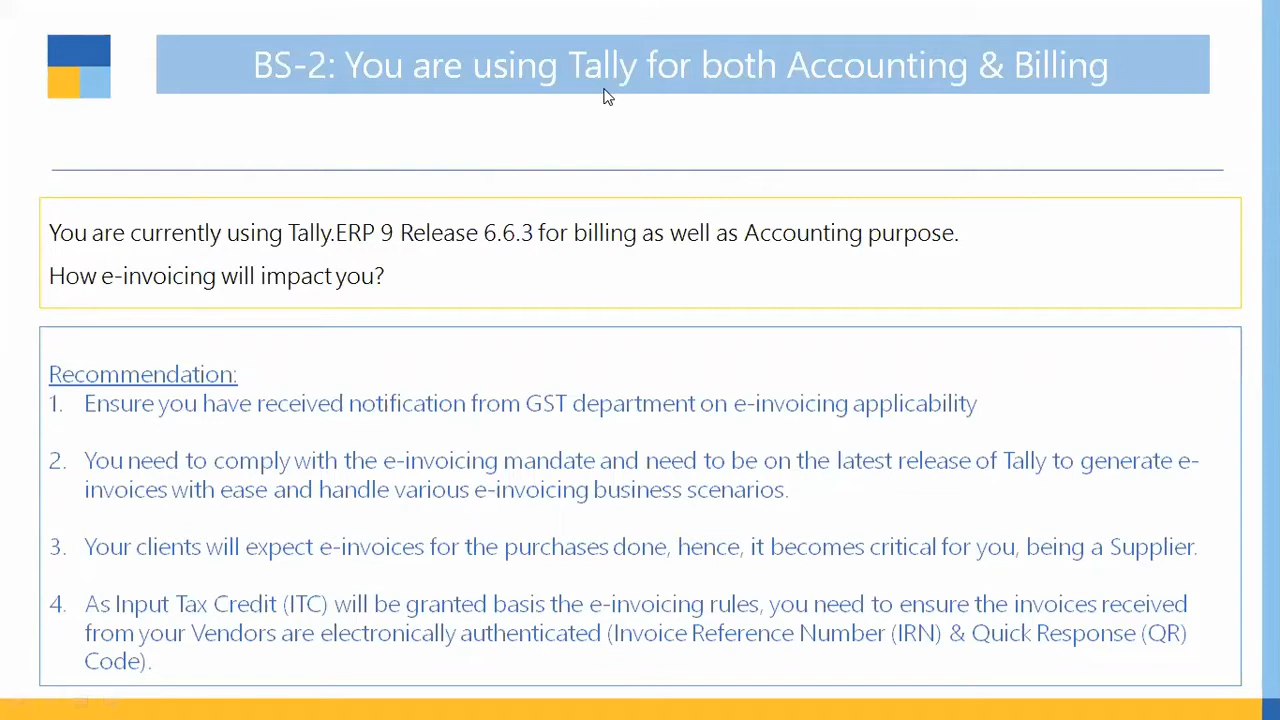 BS-2: You are using Tally for both Accounting & Billing
You are currently using Tally.ERP 9 Release 6.6.3 for billing as well as Accounting purpose.
How e-invoicing will impact you?
Recommendation:
1. Ensure you have received notification from GST department on e-invoicing applicability
2. You need to comply with the e-invoicing mandate and need to be on the latest release of Tally to generate e-
invoices with ease and handle various e-invoicing business scenarios.
3. Your clients will expect e-invoices for the purchases done, hence, it becomes critical for you, being a Supplier.
4. As Input Tax Credit (ITC) will be granted basis the e-invoicing rules, you need to ensure the invoices received
from your Vendors are electronically authenticated (Invoice Reference Number (IRN) & Quick Response (QR)
Code).